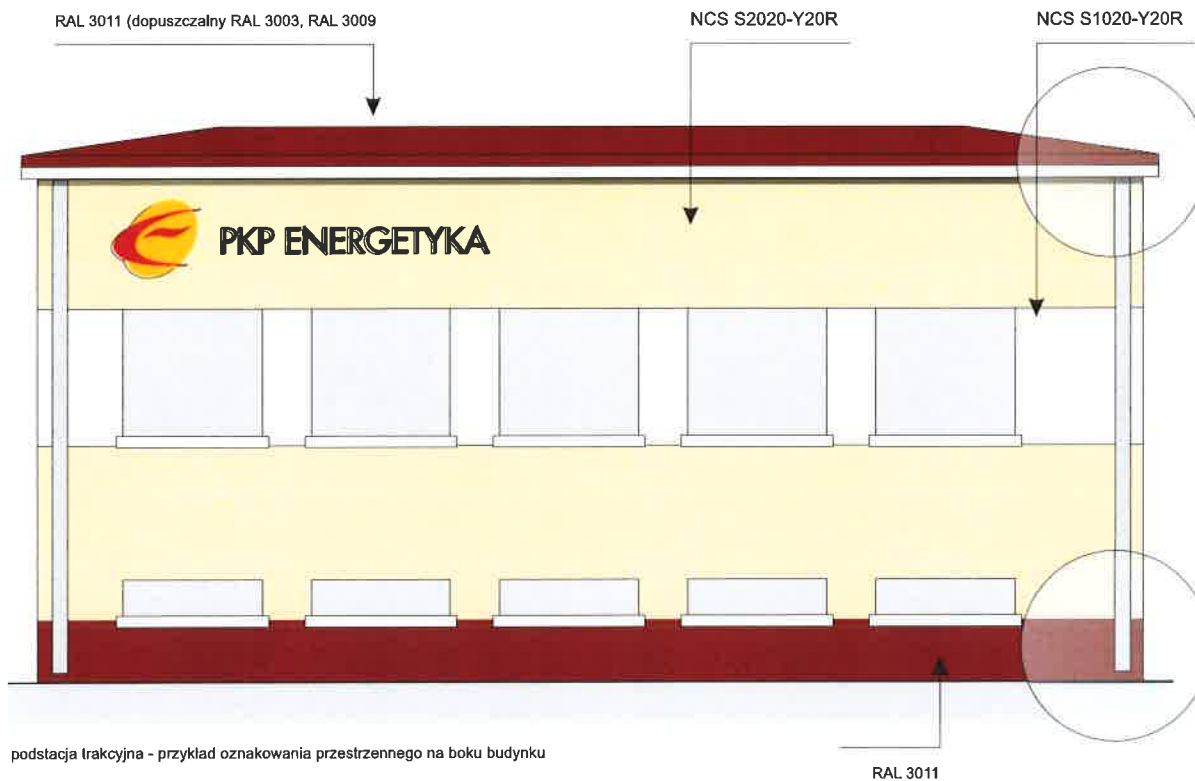 RAL 3011 (dopuszczalny RAL 3003, RAL 3009
NCS S2020-Y20R
NCS S1020-Y20R
PKP ENERGETYKA
podstacja trakcyjna - przykład oznakowania przestrzennego na boku budynku
RAL 3011